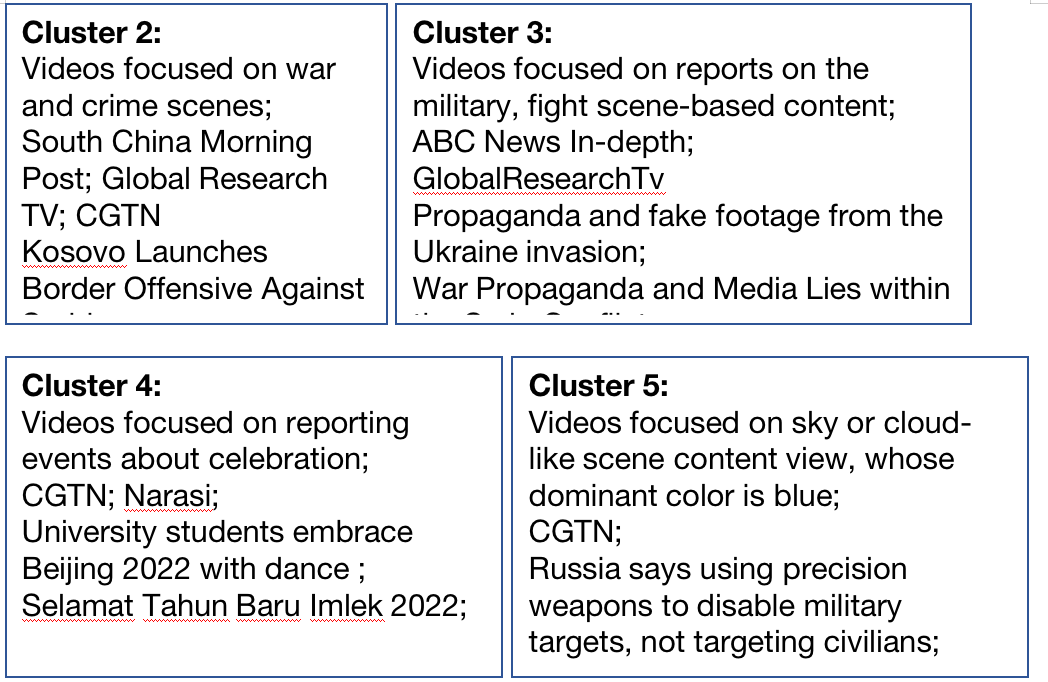 Cluster 2:
Videos focused on war
and crime scenes;
South China Morning
Post; Global Research
TV; CGTN
Kosovo Launches
Border Offensive Against
Cluster 3:
Videos focused on reports on the
military, fight scene-based content;
ABC News In-depth;
GlobalResearchTv
Propaganda and fake footage from the
Ukraine invasion;
War Propaganda and Media Lies within
Cluster 4:
Videos focused on reporting
events about celebration;
CGTN; Narasi;
University students embrace
Beijing 2022 with dance ;
Selamat Tahun Baru Imlek 2022;
Cluster 5:
Videos focused on sky or cloud-
like scene content view, whose
dominant color is blue;
CGTN;
Russia says using precision
weapons to disable military
targets, not targeting civilians;